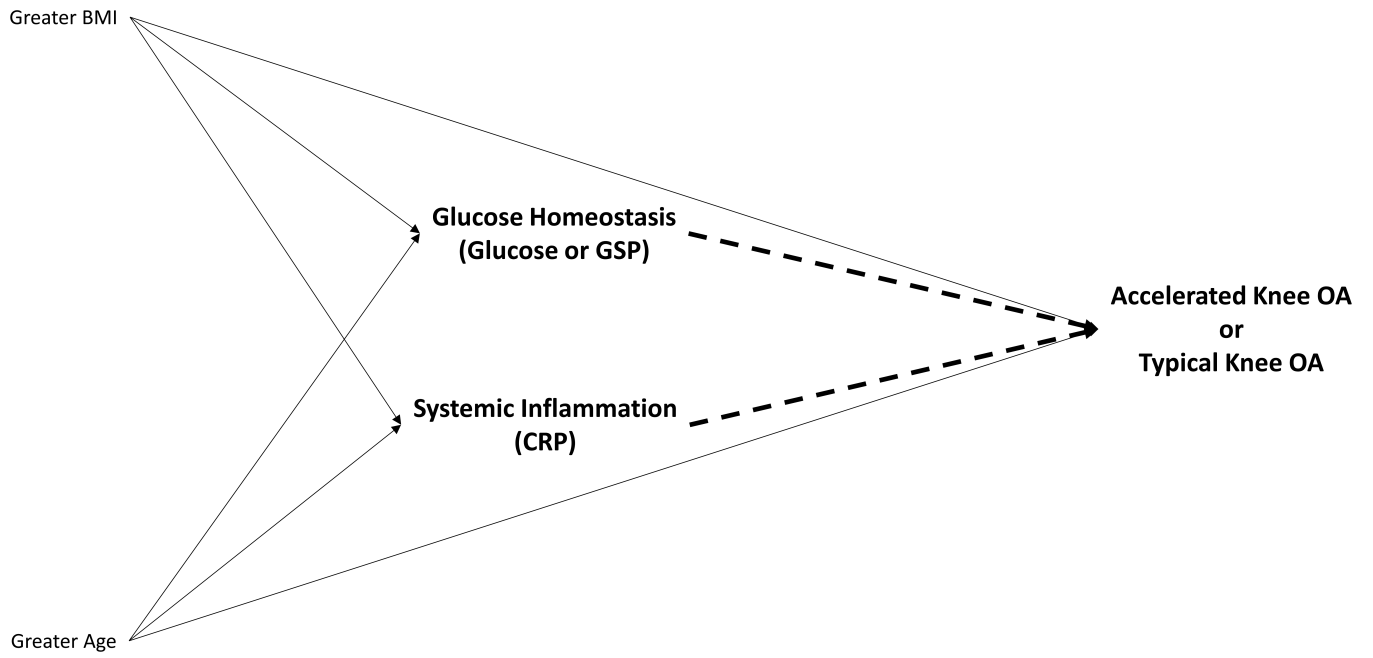 Greater BMI
Glucose Homeostasis
(Glucose or GSP)
Accelerated Knee OA
or
Typical Knee OA
Systemic Inflammation
(CRP)
Greater Age